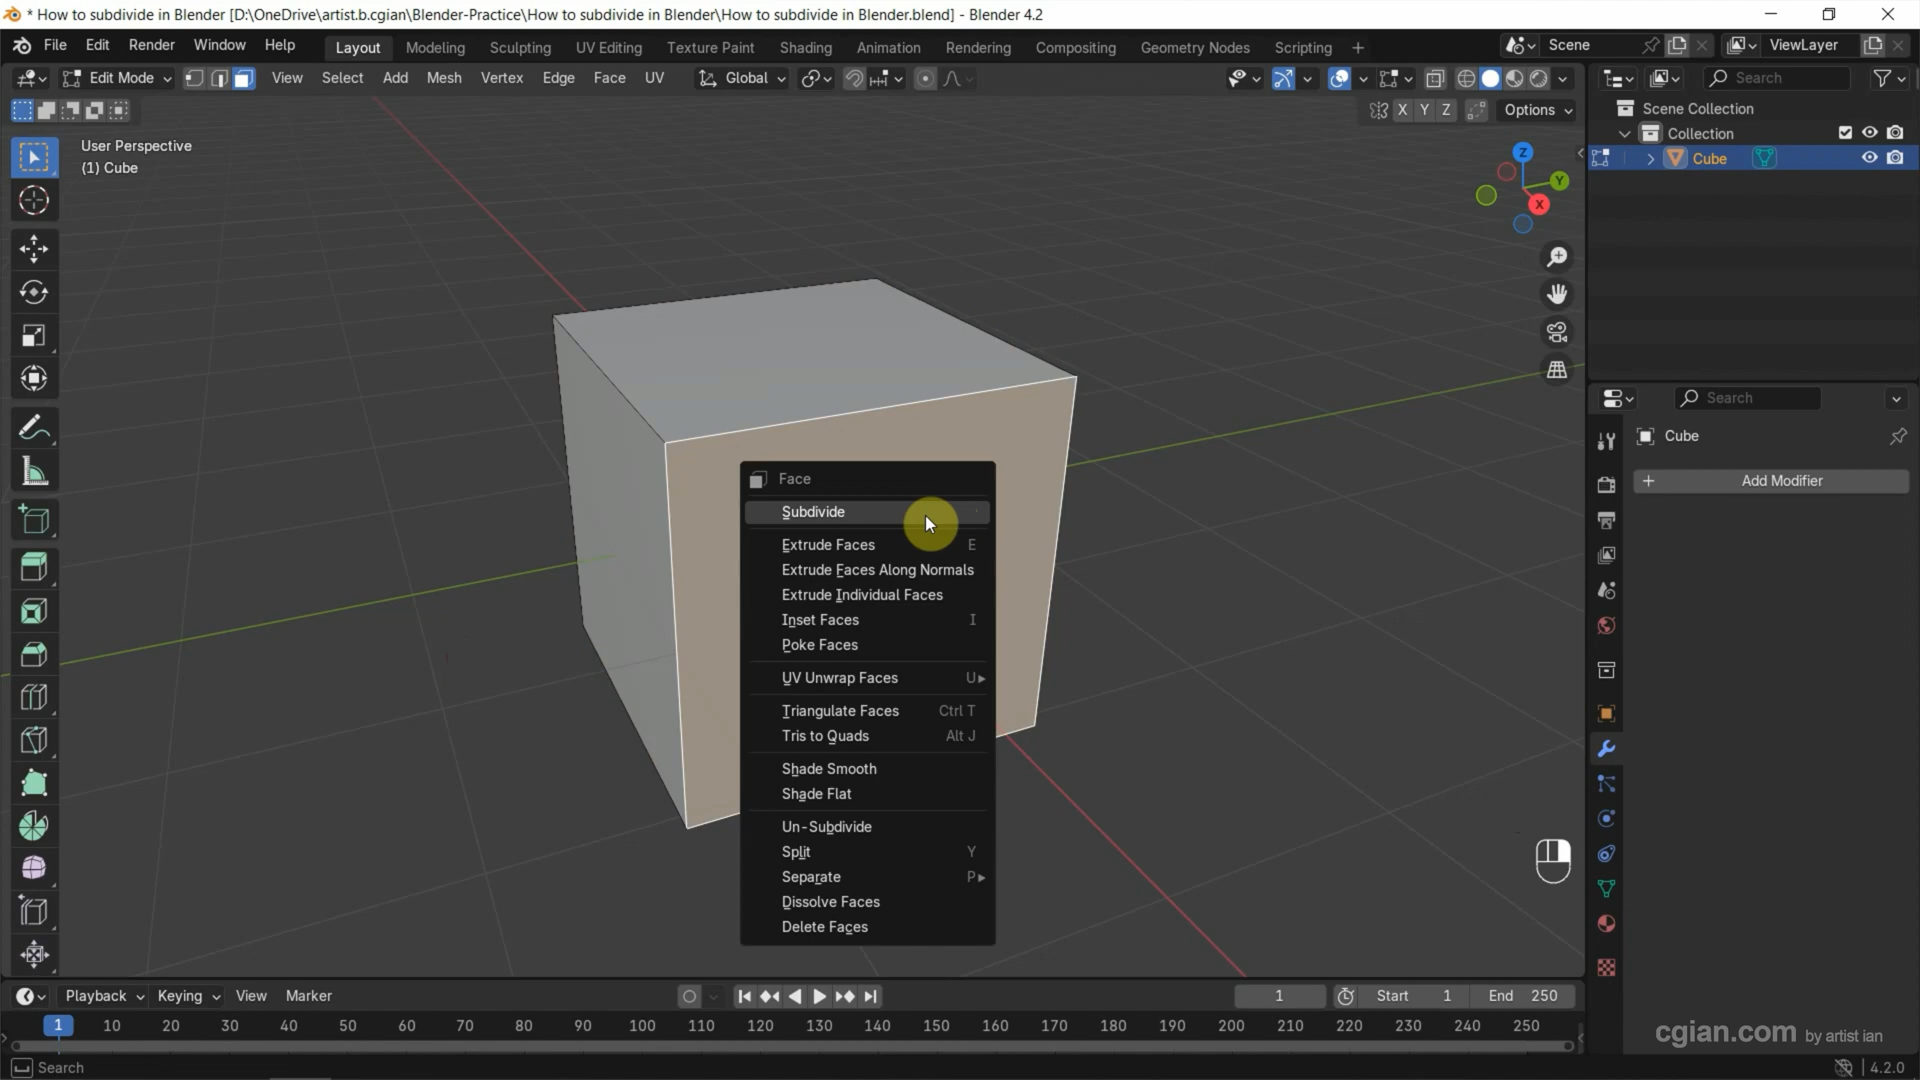 * How to subdivide in Blender [D:\OneDrive\artist.b.cgian\Blender-Practice\How to subdivide in Blender\How to subdivide in Blender.blend] - Blender 4.2
File Edit Render Window Help Layout Modeling Sculpting UV Editing Texture Paint Shading Animation Rendering Compositing Geometry Nodes Scripting + Scene ViewLayer
Edit Mode View Select Add Mesh Vertex Edge Face UV Global Search
X Y Z Options Scene Collection
Collection
User Perspective
(1) Cube
Cube
Z
Y
X
Search
Cube
+ Add Modifier
Face
Subdivide
Extrude Faces E
Extrude Faces Along Normals
Extrude Individual Faces
Inset Faces I
Poke Faces
UV Unwrap Faces U
Triangulate Faces Ctrl T
Tris to Quads Alt J
Shade Smooth
Shade Flat
Un-Subdivide
Split Y
Separate P
Dissolve Faces
Delete Faces
Playback Keying View Marker 1 Start 1 End 250
1 10 20 30 40 50 60 70 80 90 100 110 120 130 140 150 160 170 180 190 200 210 220 230 240 250
cgian.com by artist ian
Search 4.2.0